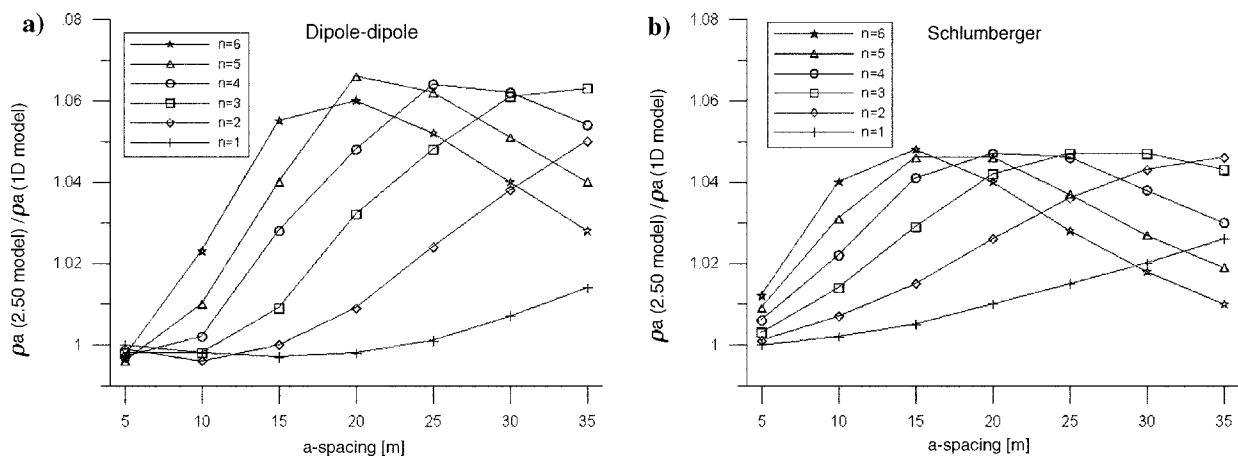 a)
Dipole-dipole
n=6
n=5
n=4
n=3
n=2
n=1
1.08
1.06
1.04
1.02
1
ρa (2.50 model) / ρa (1D model)
5 10 15 20 25 30 35
a-spacing [m]
b)
Schlumberger
n=6
n=5
n=4
n=3
n=2
n=1
1.08
1.06
1.04
1.02
1
ρa (2.50 model) / ρa (1D model)
5 10 15 20 25 30 35
a-spacing [m]